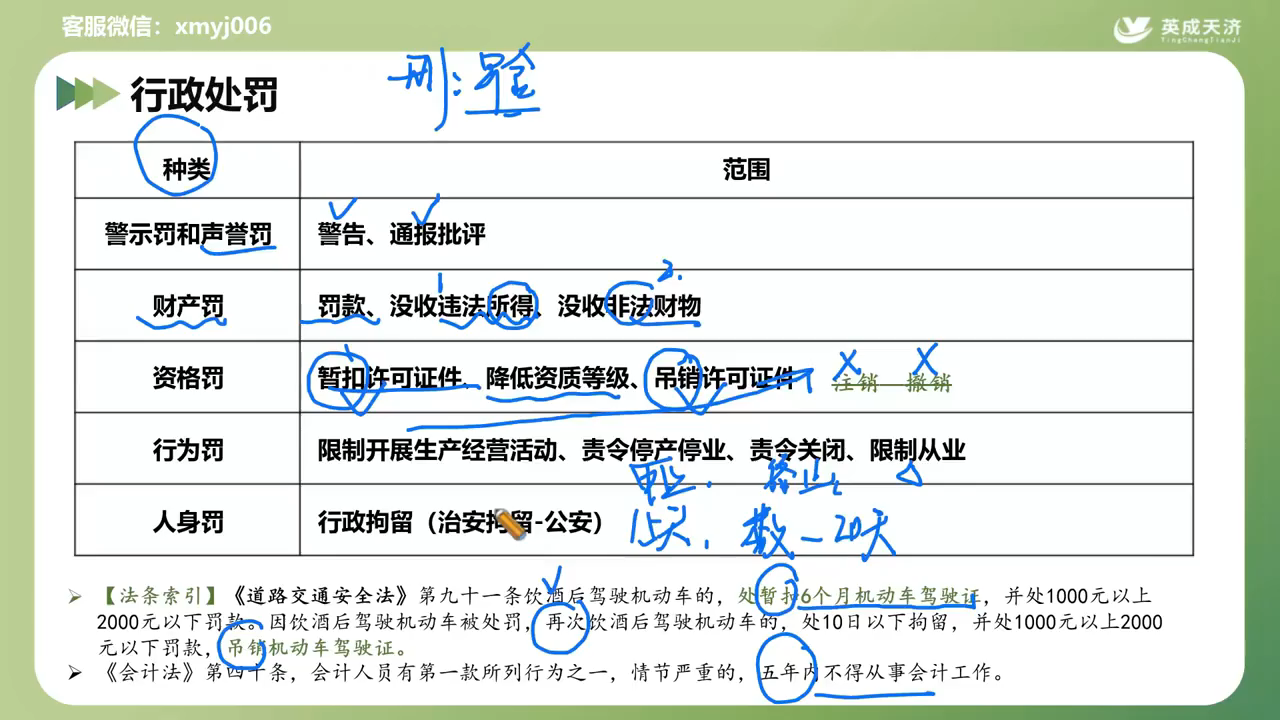 客服微信：xmyj006
英成天济
YingChengTianJi
行政处罚
种类
范围
警示罚和声誉罚
警告、通报批评
财产罚
罚款、没收违法所得、没收非法财物
1
2.
资格罚
暂扣许可证件、降低资质等级、吊销许可证件
注销 撤销
行为罚
限制开展生产经营活动、责令停产停业、责令关闭、限制从业
终止
人身罚
行政拘留（治安拘留-公安）
15天，数-20天
【法条索引】《道路交通安全法》第九十一条饮酒后驾驶机动车的，处暂扣6个月机动车驾驶证，并处1000元以上
2000元以下罚款。因饮酒后驾驶机动车被处罚，再次饮酒后驾驶机动车的，处10日以下拘留，并处1000元以上2000
元以下罚款，吊销机动车驾驶证。
《会计法》第四十条，会计人员有第一款所列行为之一，情节严重的，五年内不得从事会计工作。